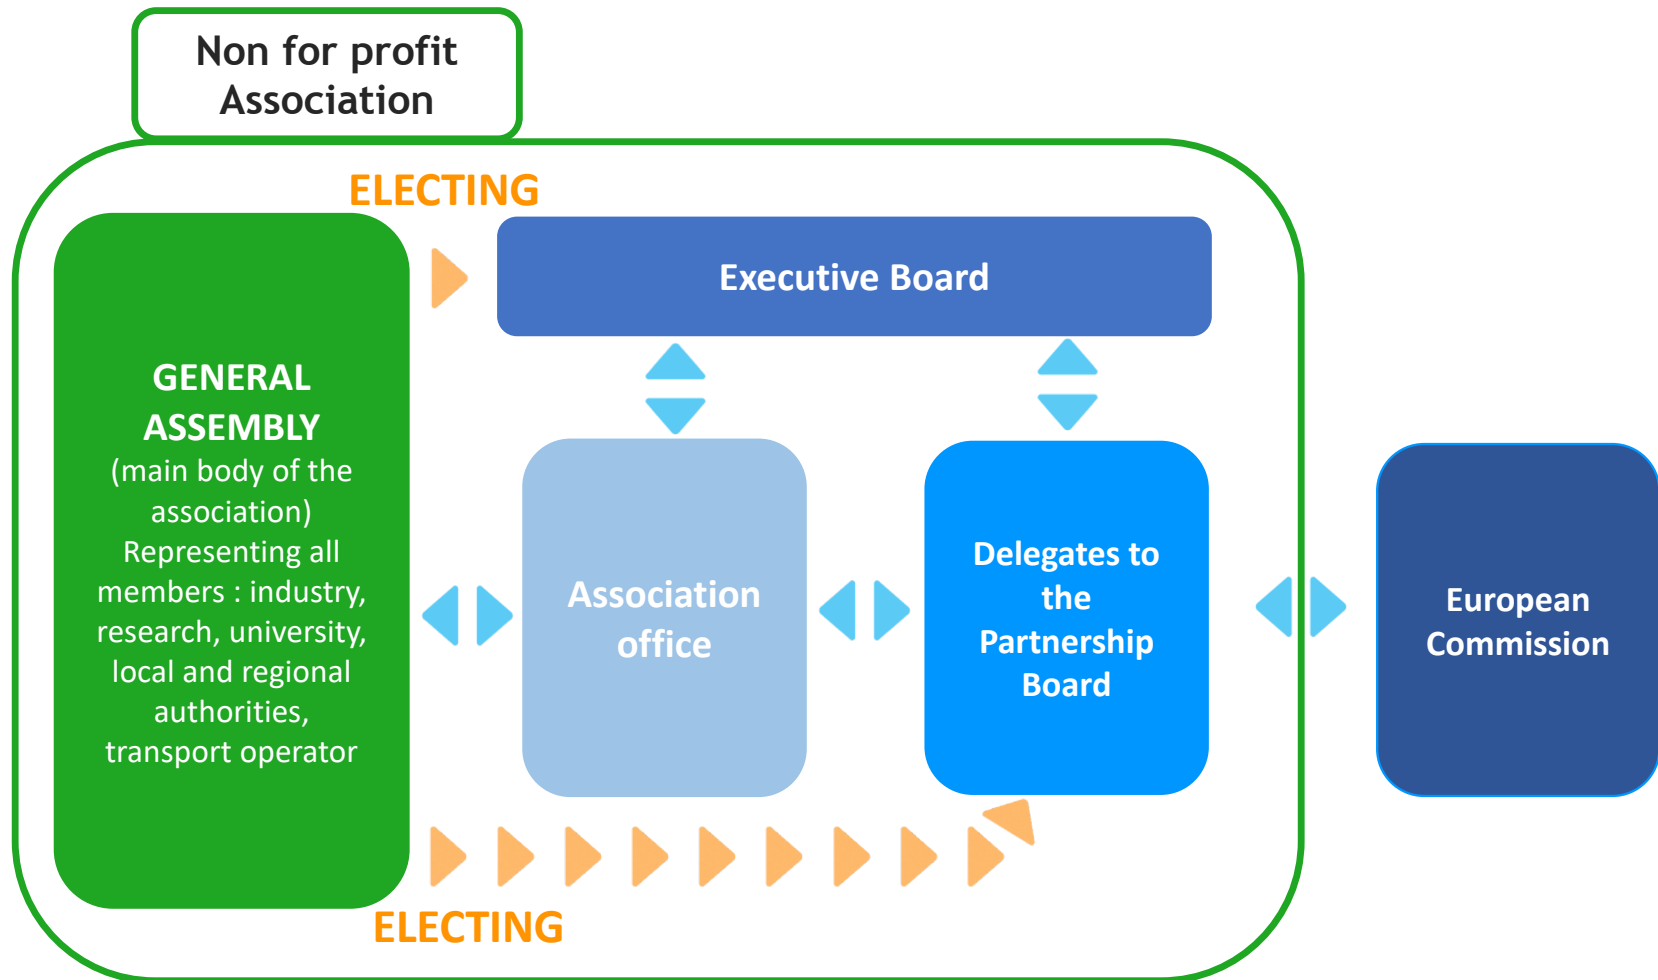 Non for profit
Association
ELECTING
Executive Board
GENERAL
ASSEMBLY
(main body of the
association)
Representing all
members : industry,
research, university,
local and regional
authorities,
transport operator
Association
office
Delegates to
the
Partnership
Board
European
Commission
ELECTING